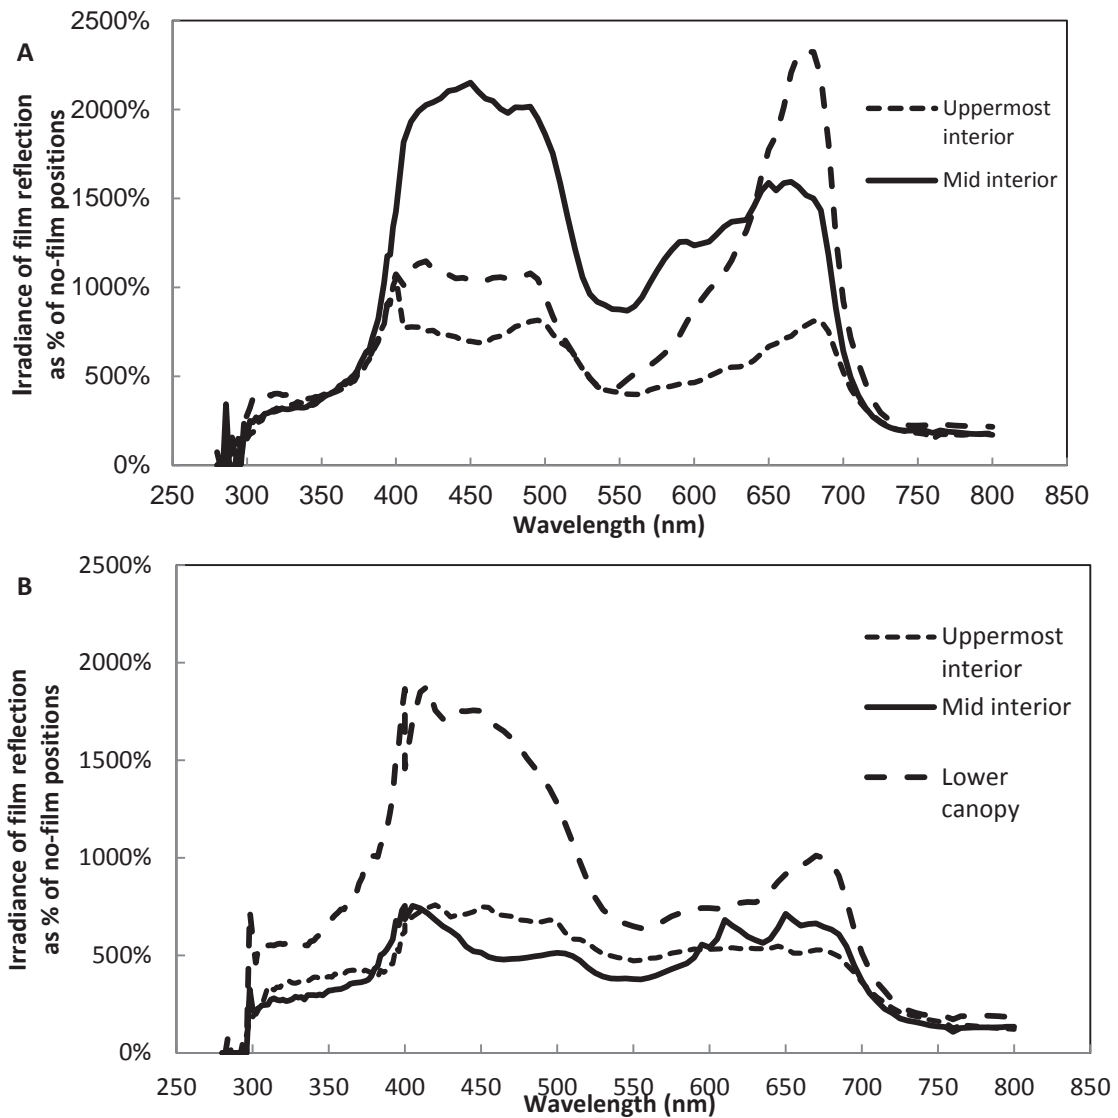 A
Irradiance of film reflection
as % of no-film positions
2500%
2000%
1500%
1000%
500%
0%
Uppermost
interior
Mid interior
250 300 350 400 450 500 550 600 650 700 750 800 850
Wavelength (nm)
B
Irradiance of film reflection
as % of no-film positions
2500%
2000%
1500%
1000%
500%
0%
Uppermost
interior
Mid interior
Lower
canopy
250 300 350 400 450 500 550 600 650 700 750 800 850
Wavelength (nm)